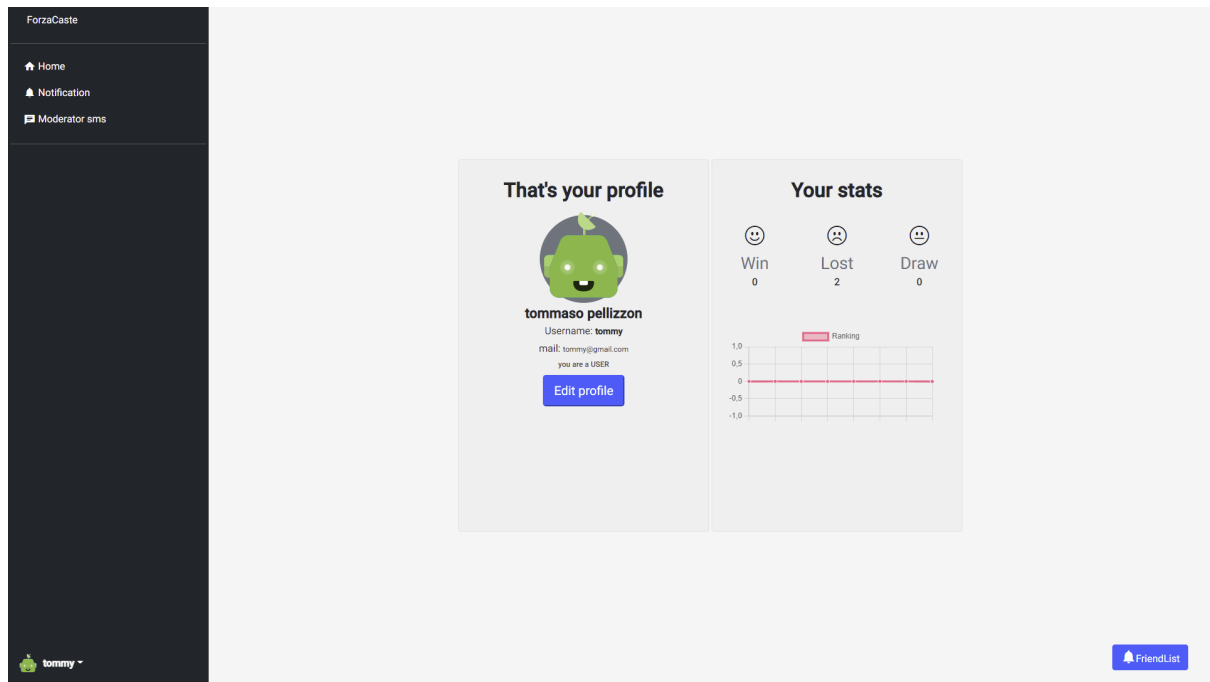 ForzaCaste
Home
Notification
Moderator sms
That's your profile
tommaso pellizzon
Username: tommy
mail: tommy@gmail.com
you are a USER
Edit profile
Your stats
Win Lost Draw
0 2 0
Ranking
1,0
0,5
0
-0,5
-1,0
tommy
FriendList